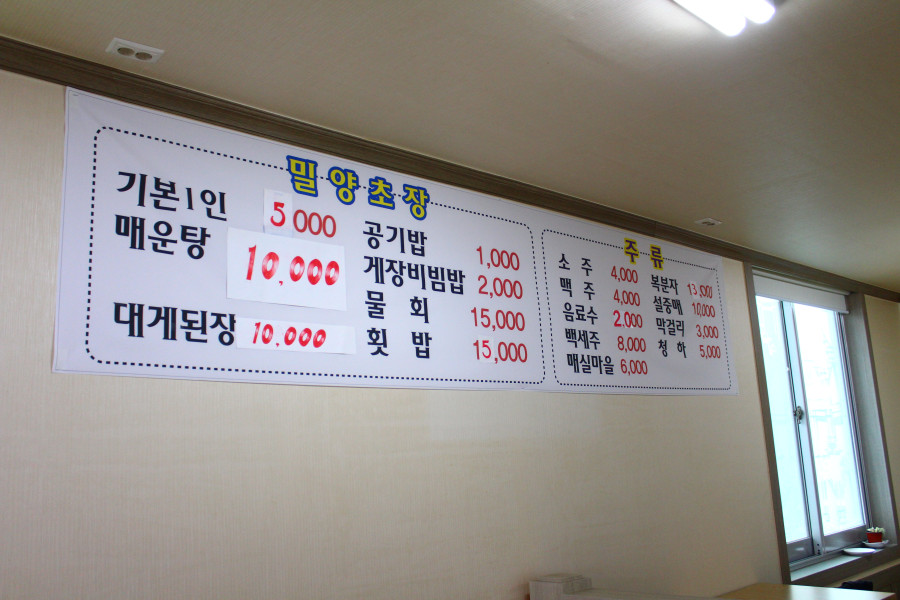 밀양초장
기본1인 5000
매운탕 10,000
대게된장 10,000
공기밥 1,000
게장비빔밥 2,000
물회 15,000
횟밥 15,000
주류
소주 4,000
맥주 4,000
음료수 2,000
백세주 8,000
매실마을 6,000
복분자 13,000
설중매 10,000
막걸리 3,000
청하 5,000